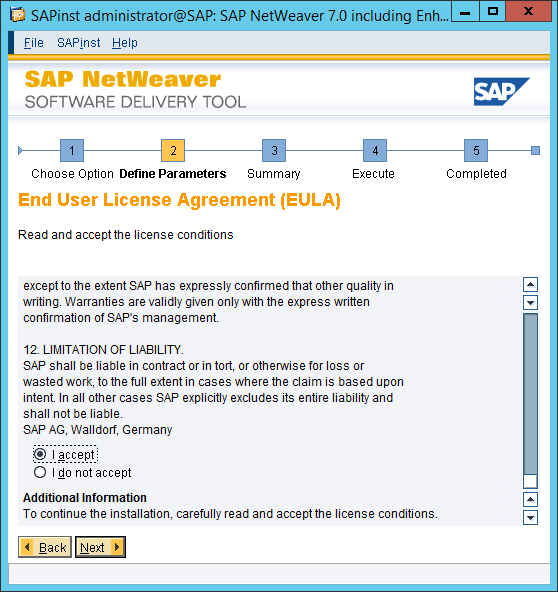 SAPinst administrator@SAP: SAP NetWeaver 7.0 including Enh...
File SAPinst Help
SAP NetWeaver
SOFTWARE DELIVERY TOOL
SAP
1 2 3 4 5
Choose Option Define Parameters Summary Execute Completed
End User License Agreement (EULA)
Read and accept the license conditions
except to the extent SAP has expressly confirmed that other quality in
writing. Warranties are validly given only with the express written
confirmation of SAP's management.
12. LIMITATION OF LIABILITY.
SAP shall be liable in contract or in tort, or otherwise for loss or
wasted work, to the full extent in cases where the claim is based upon
intent. In all other cases SAP explicitly excludes its entire liability and
shall not be liable.
SAP AG, Walldorf, Germany
I accept
I do not accept
Additional Information
To continue the installation, carefully read and accept the license conditions.
Back Next